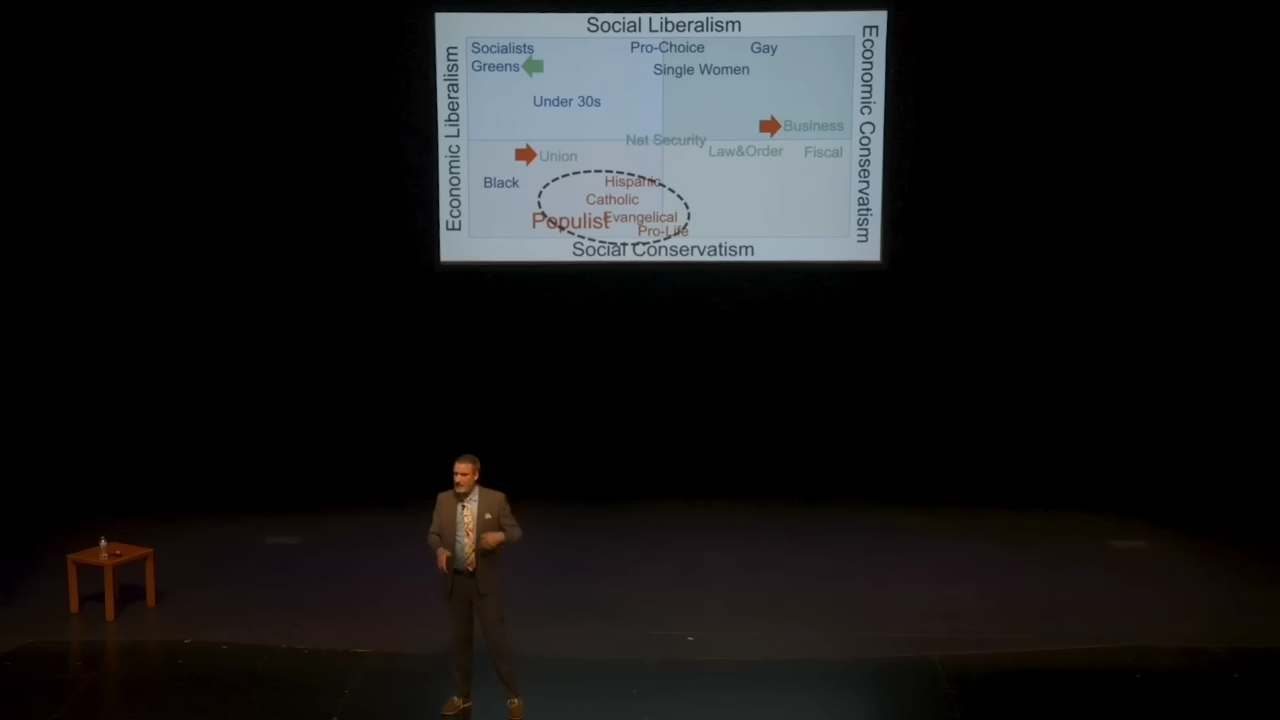 Social Liberalism
Economic Liberalism
Economic Conservatism
Socialists
Pro-Choice
Gay
Greens
Single Women
Under 30s
Business
Nat Security
Law&Order
Fiscal
Union
Black
Hispanic
Catholic
Populist
Evangelical
Pro-Life
Social Conservatism